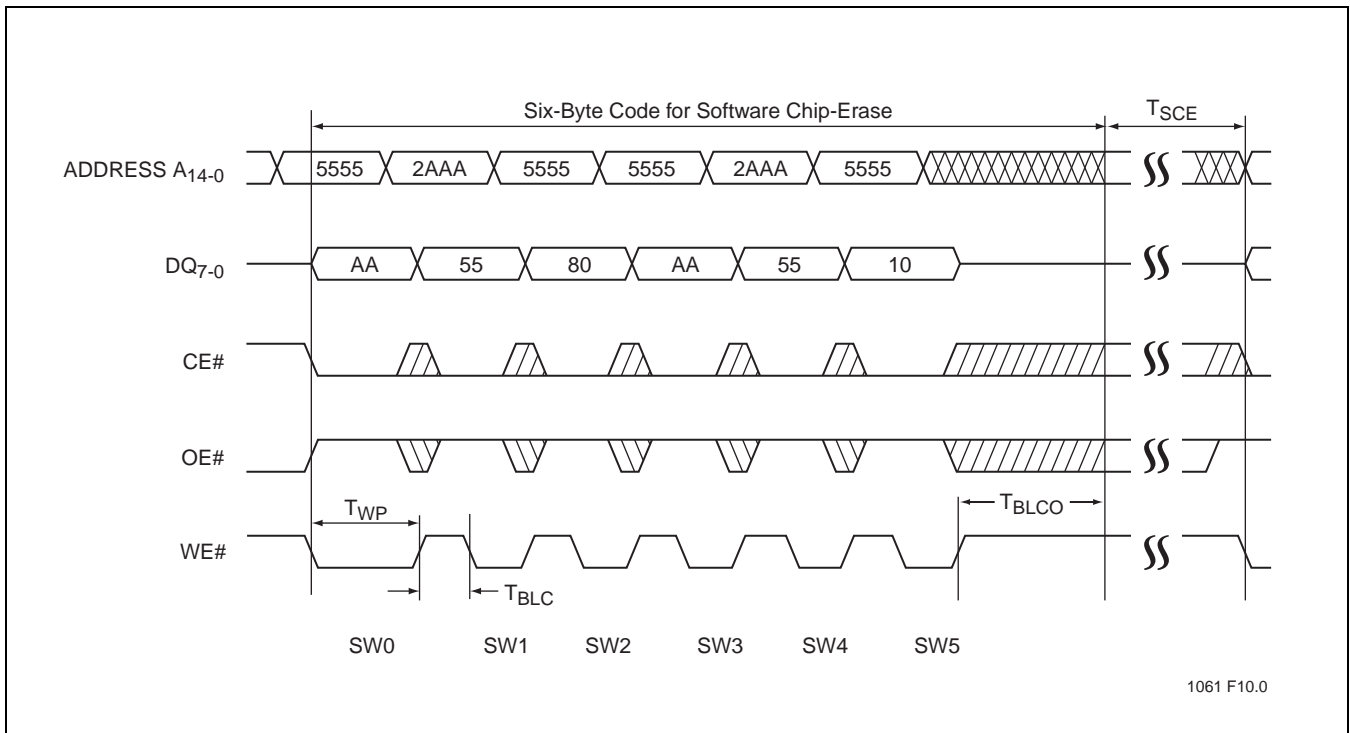 Six-Byte Code for Software Chip-Erase
TSCE
ADDRESS A14-0
5555 2AAA 5555 5555 2AAA 5555
DQ7-0
AA 55 80 AA 55 10
CE#
OE#
TWP
TBLCO
WE#
TBLC
SW0 SW1 SW2 SW3 SW4 SW5
1061 F10.0